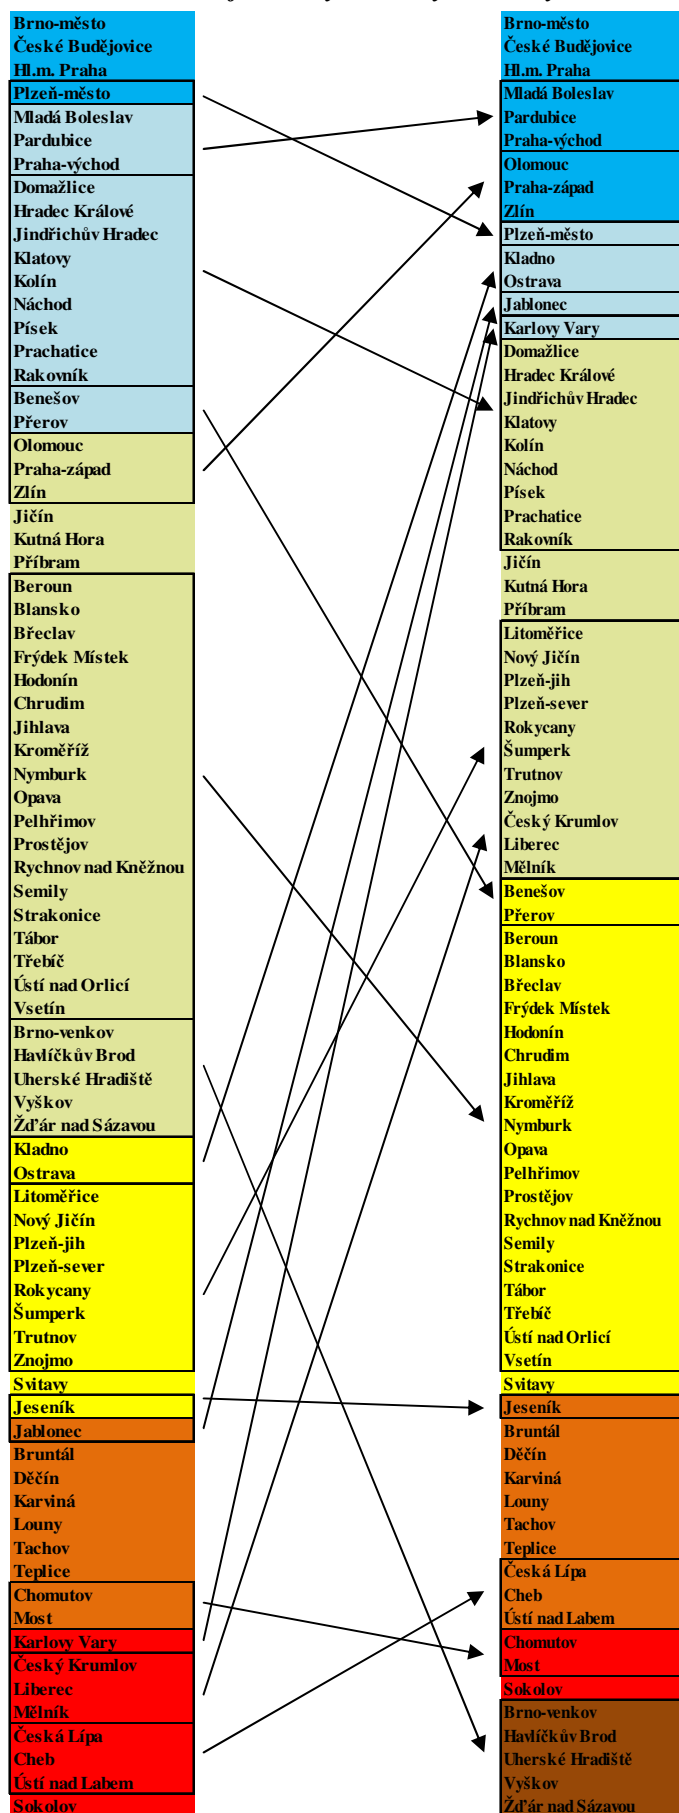 Brno-město
České Budějovice
Hl.m. Praha
Plzeň-město
Mladá Boleslav
Pardubice
Praha-východ
Domažlice
Hradec Králové
Jindřichův Hradec
Klatovy
Kolín
Náchod
Písek
Prachatice
Rakovník
Benešov
Přerov
Olomouc
Praha-západ
Zlín
Jičín
Kutná Hora
Příbram
Beroun
Blansko
Břeclav
Frýdek Místek
Hodonín
Chrudim
Jihlava
Kroměříž
Nymburk
Opava
Pelhřimov
Prostějov
Rychnov nad Kněžnou
Semily
Strakonice
Tábor
Třebíč
Ústí nad Orlicí
Vsetín
Brno-venkov
Havlíčkův Brod
Uherské Hradiště
Vyškov
Žďár nad Sázavou
Kladno
Ostrava
Litoměřice
Nový Jičín
Plzeň-jih
Plzeň-sever
Rokycany
Šumperk
Trutnov
Znojmo
Svitavy
Jeseník
Jablonec
Bruntál
Děčín
Karviná
Louny
Tachov
Teplice
Chomutov
Most
Karlovy Vary
Český Krumlov
Liberec
Mělník
Česká Lípa
Cheb
Ústí nad Labem
Sokolov
Brno-město
České Budějovice
Hl.m. Praha
Mladá Boleslav
Pardubice
Praha-východ
Olomouc
Praha-západ
Zlín
Plzeň-město
Kladno
Ostrava
Jablonec
Karlovy Vary
Domažlice
Hradec Králové
Jindřichův Hradec
Klatovy
Kolín
Náchod
Písek
Prachatice
Rakovník
Jičín
Kutná Hora
Příbram
Litoměřice
Nový Jičín
Plzeň-jih
Plzeň-sever
Rokycany
Šumperk
Trutnov
Znojmo
Český Krumlov
Liberec
Mělník
Benešov
Přerov
Beroun
Blansko
Břeclav
Frýdek Místek
Hodonín
Chrudim
Jihlava
Kroměříž
Nymburk
Opava
Pelhřimov
Prostějov
Rychnov nad Kněžnou
Semily
Strakonice
Tábor
Třebíč
Ústí nad Orlicí
Vsetín
Svitavy
Jeseník
Bruntál
Děčín
Karviná
Louny
Tachov
Teplice
Česká Lípa
Cheb
Ústí nad Labem
Chomutov
Most
Sokolov
Brno-venkov
Havlíčkův Brod
Uherské Hradiště
Vyškov
Žďár nad Sázavou